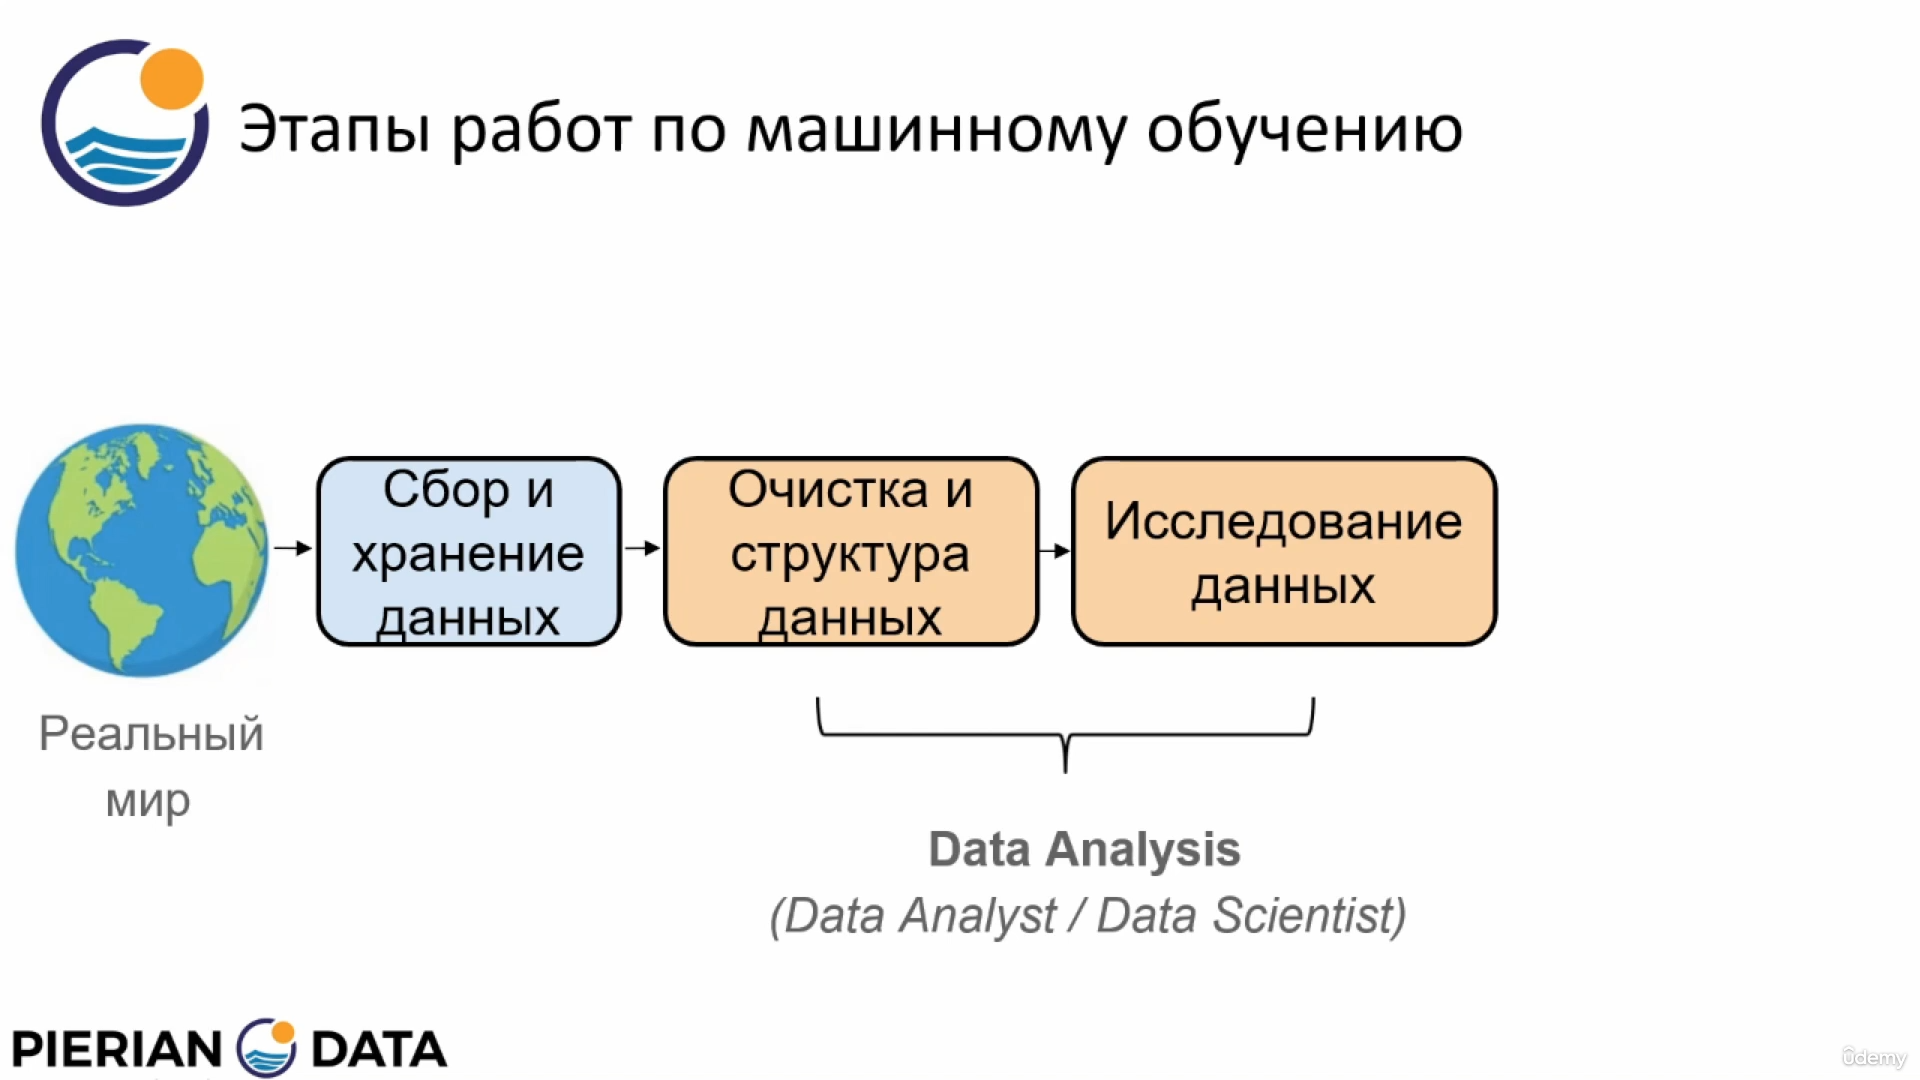 Этапы работ по машинному обучению
Сбор и
хранение
данных
Очистка и
структура
данных
Исследование
данных
Реальный
мир
Data Analysis
(Data Analyst / Data Scientist)
PIERIAN DATA
ûdemy